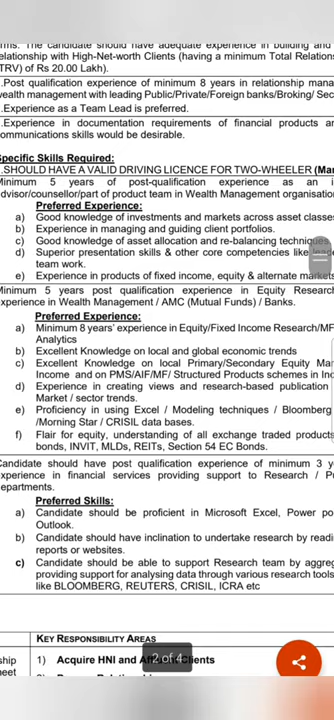 rms. The candidate should have adequate experience in building and
relationship with High-Net-worth Clients (having a minimum Total Relations
TRV) of Rs 20.00 Lakh).
.Post qualification experience of minimum 8 years in relationship mana
wealth management with leading Public/Private/Foreign banks/Broking/ Sec
.Experience as a Team Lead is preferred.
.Experience in documentation requirements of financial products an
communications skills would be desirable.
Specific Skills Required:
.SHOULD HAVE A VALID DRIVING LICENCE FOR TWO-WHEELER (Man
Minimum 5 years of post-qualification experience as an in
dvisor/counsellor/part of product team in Wealth Management organisation
Preferred Experience:
a) Good knowledge of investments and markets across asset classes
b) Experience in managing and guiding client portfolios.
c) Good knowledge of asset allocation and re-balancing techniques
d) Superior presentation skills & other core competencies like
team work.
e) Experience in products of fixed income, equity & alternate markets
Minimum 5 years post qualification experience in Equity Research
experience in Wealth Management / AMC (Mutual Funds) / Banks.
Preferred Experience:
a) Minimum 8 years' experience in Equity/Fixed Income Research/MF
Analytics
b) Excellent Knowledge on local and global economic trends
c) Excellent Knowledge on local Primary/Secondary Equity Mar
Income and on PMS/AIF/MF/ Structured Products schemes in Ind
d) Experience in creating views and research-based publication
Market / sector trends.
e) Proficiency in using Excel / Modeling techniques / Bloomberg
/Morning Star / CRISIL data bases.
f) Flair for equity, understanding of all exchange traded products
bonds, INVIT, MLDs, REITs, Section 54 EC Bonds.
Candidate should have post qualification experience of minimum 3 y
experience in financial services providing support to Research / P
epartments.
Preferred Skills:
a) Candidate should be proficient in Microsoft Excel, Power po
Outlook.
b) Candidate should have inclination to undertake research by readi
reports or websites.
c) Candidate should be able to support Research team by aggreg
providing support for analysing data through various research tools
like BLOOMBERG, REUTERS, CRISIL, ICRA etc
KEY RESPONSIBILITY AREAS
2 of 4
ship 1) Acquire HNI and Clients
meet